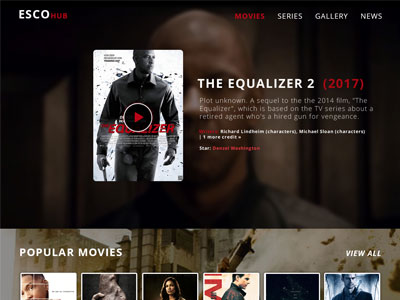 ESCOHUB
MOVIES SERIES GALLERY NEWS
THE EQUALIZER 2 (2017)
Plot unknown. A sequel to the the 2014 film, "The
Equalizer", which is based on the TV series about a
retired agent who's a hired gun for vengeance.
Richard Lindheim (characters), Michael Sloan (characters)
| 1 more credit »
Star: Denzel Washington
EQUALIZER
POPULAR MOVIES
VIEW ALL